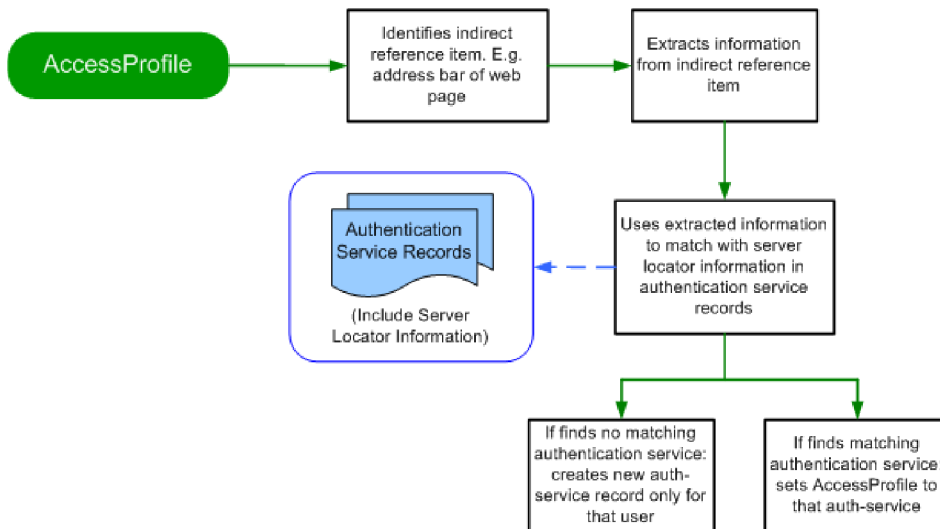 AccessProfile
Identifies indirect
reference item. E.g.
address bar of web
page
Extracts information
from indirect reference
item
Uses extracted information
to match with server
locator information in
authentication service
records
Authentication
Service Records
(Include Server
Locator Information)
If finds no matching
authentication service:
creates new auth-
service record only for
that user
If finds matching
authentication service:
sets AccessProfile to
that auth-service